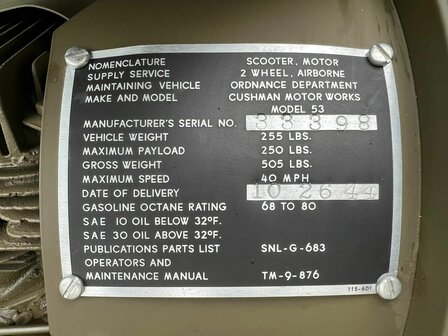 NOMENCLATURE SCOOTER, MOTOR
SUPPLY SERVICE 2 WHEEL, AIRBORNE
MAINTAINING VEHICLE ORDNANCE DEPARTMENT
MAKE AND MODEL CUSHMAN MOTOR WORKS
MODEL 53
MANUFACTURER'S SERIAL NO. 33398
VEHICLE WEIGHT 255 LBS.
MAXIMUM PAYLOAD 250 LBS.
GROSS WEIGHT 505 LBS.
MAXIMUM SPEED 40 MPH
DATE OF DELIVERY 10 26 44
GASOLINE OCTANE RATING 68 TO 80
SAE 10 OIL BELOW 32°F.
SAE 30 OIL ABOVE 32°F.
PUBLICATIONS PARTS LIST SNL-G-683
OPERATORS AND
MAINTENANCE MANUAL TM-9-876
115-601